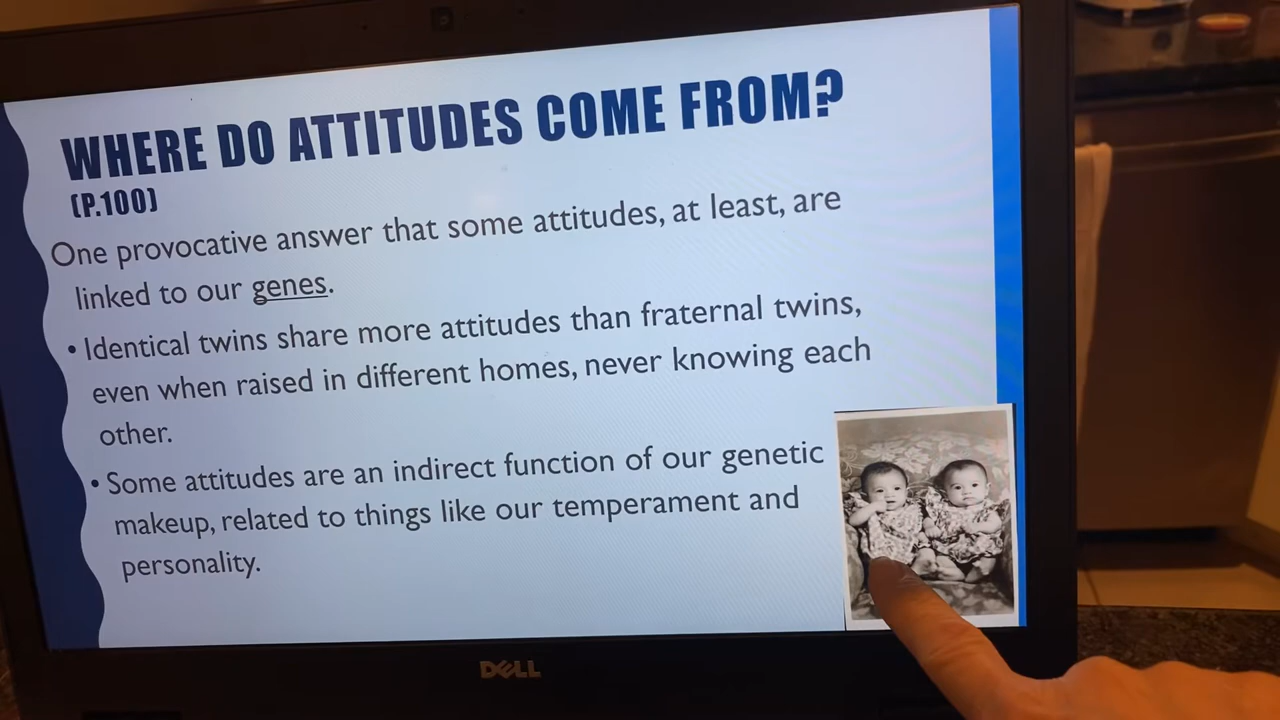 WHERE DO ATTITUDES COME FROM?
(P.100)
One provocative answer that some attitudes, at least, are
linked to our genes.
• Identical twins share more attitudes than fraternal twins,
even when raised in different homes, never knowing each
other.
• Some attitudes are an indirect function of our genetic
makeup, related to things like our temperament and
personality.
DELL